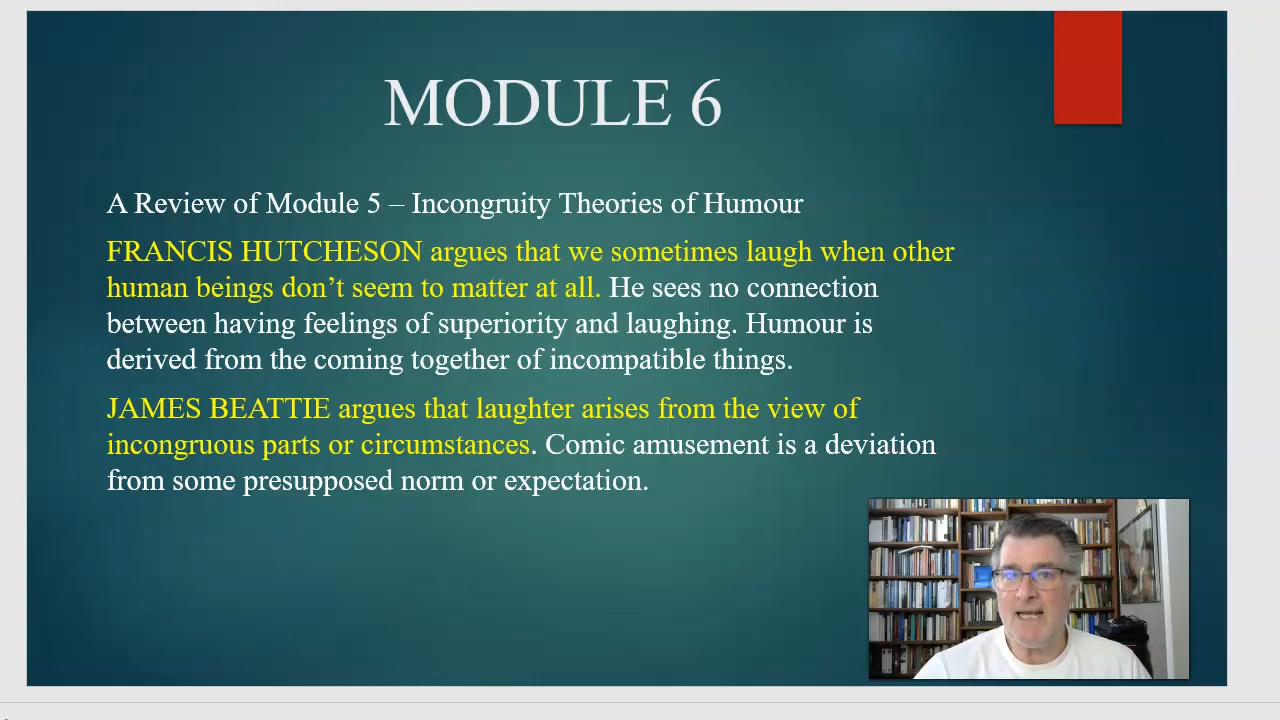 MODULE 6
A Review of Module 5 – Incongruity Theories of Humour
FRANCIS HUTCHESON argues that we sometimes laugh when other
human beings don’t seem to matter at all. He sees no connection
between having feelings of superiority and laughing. Humour is
derived from the coming together of incompatible things.
JAMES BEATTIE argues that laughter arises from the view of
incongruous parts or circumstances. Comic amusement is a deviation
from some presupposed norm or expectation.